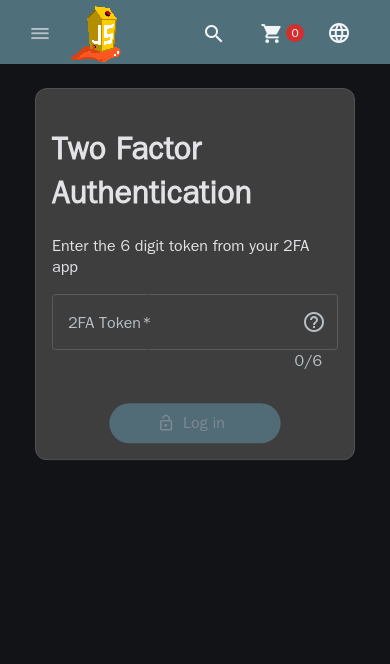 JS
0
Two Factor
Authentication
Enter the 6 digit token from your 2FA
app
2FA Token*
0/6
Log in